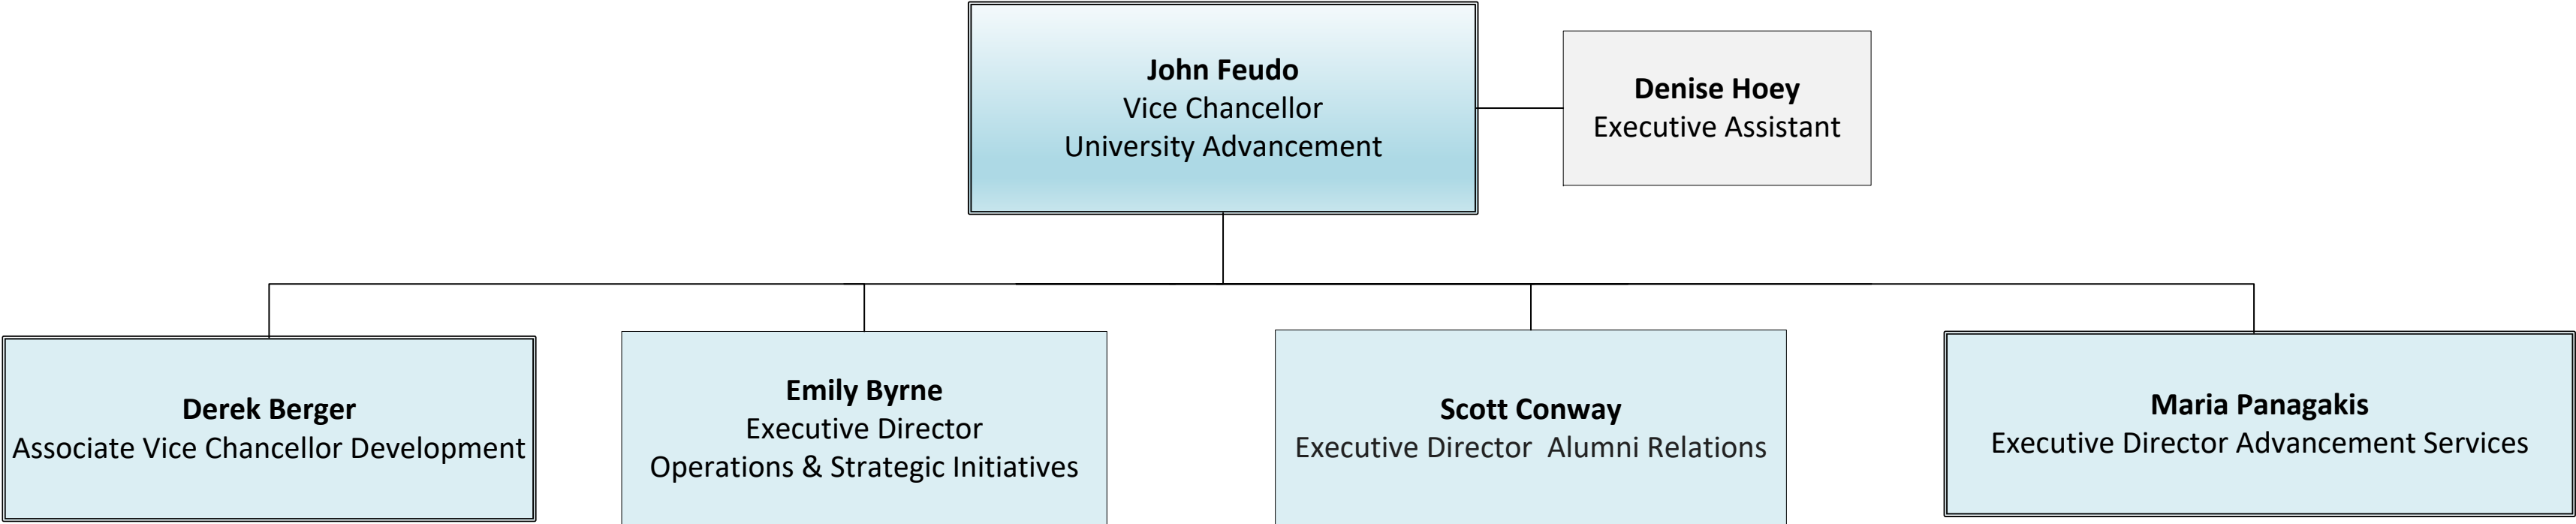 John Feudo
Vice Chancellor
University Advancement
Denise Hoey
Executive Assistant
Derek Berger
Associate Vice Chancellor Development
Emily Byrne
Executive Director
Operations & Strategic Initiatives
Scott Conway
Executive Director  Alumni Relations
Maria Panagakis
Executive Director Advancement Services